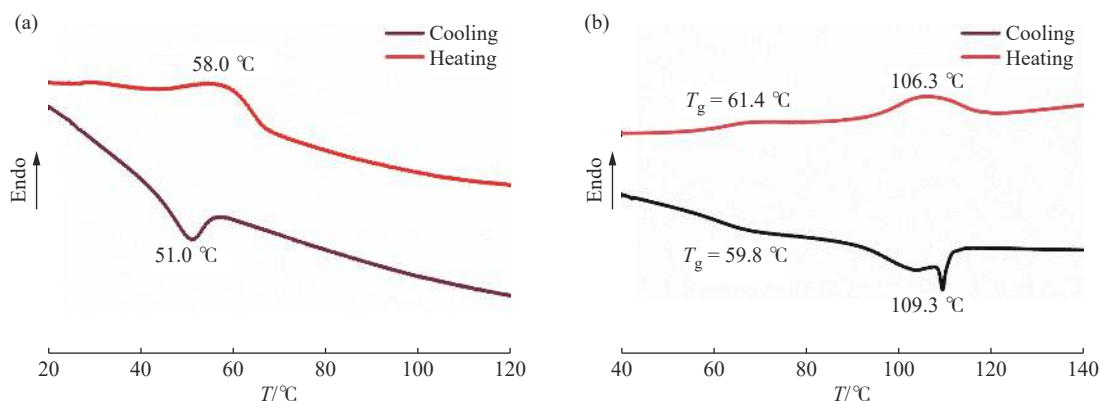 (a)
Cooling
Heating
58.0 ℃
51.0 ℃
Endo
20 40 60 80 100 120
T/℃
(b)
Cooling
Heating
106.3 ℃
Tg = 61.4 ℃
Tg = 59.8 ℃
109.3 ℃
Endo
40 60 80 100 120 140
T/℃